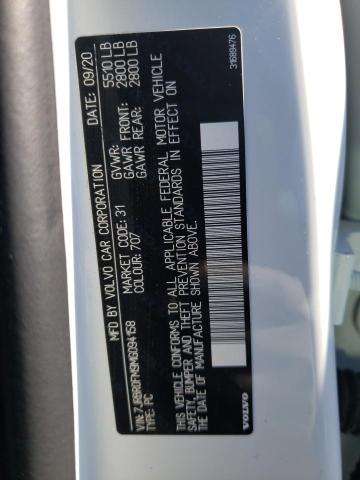 MFD BY VOLVO CAR CORPORATION DATE: 09/20
MARKET CODE: 31 GVWR: 5510 LB
COLOUR: 707 GAWR FRONT: 2800 LB
GAWR REAR: 2800 LB
TYPE: PC
THIS VEHICLE CONFORMS TO ALL APPLICABLE FEDERAL MOTOR VEHICLE
SAFETY, BUMPER AND THEFT PREVENTION STANDARDS IN EFFECT ON
THE DATE OF MANUFACTURE SHOWN ABOVE.
VOLVO
31689476